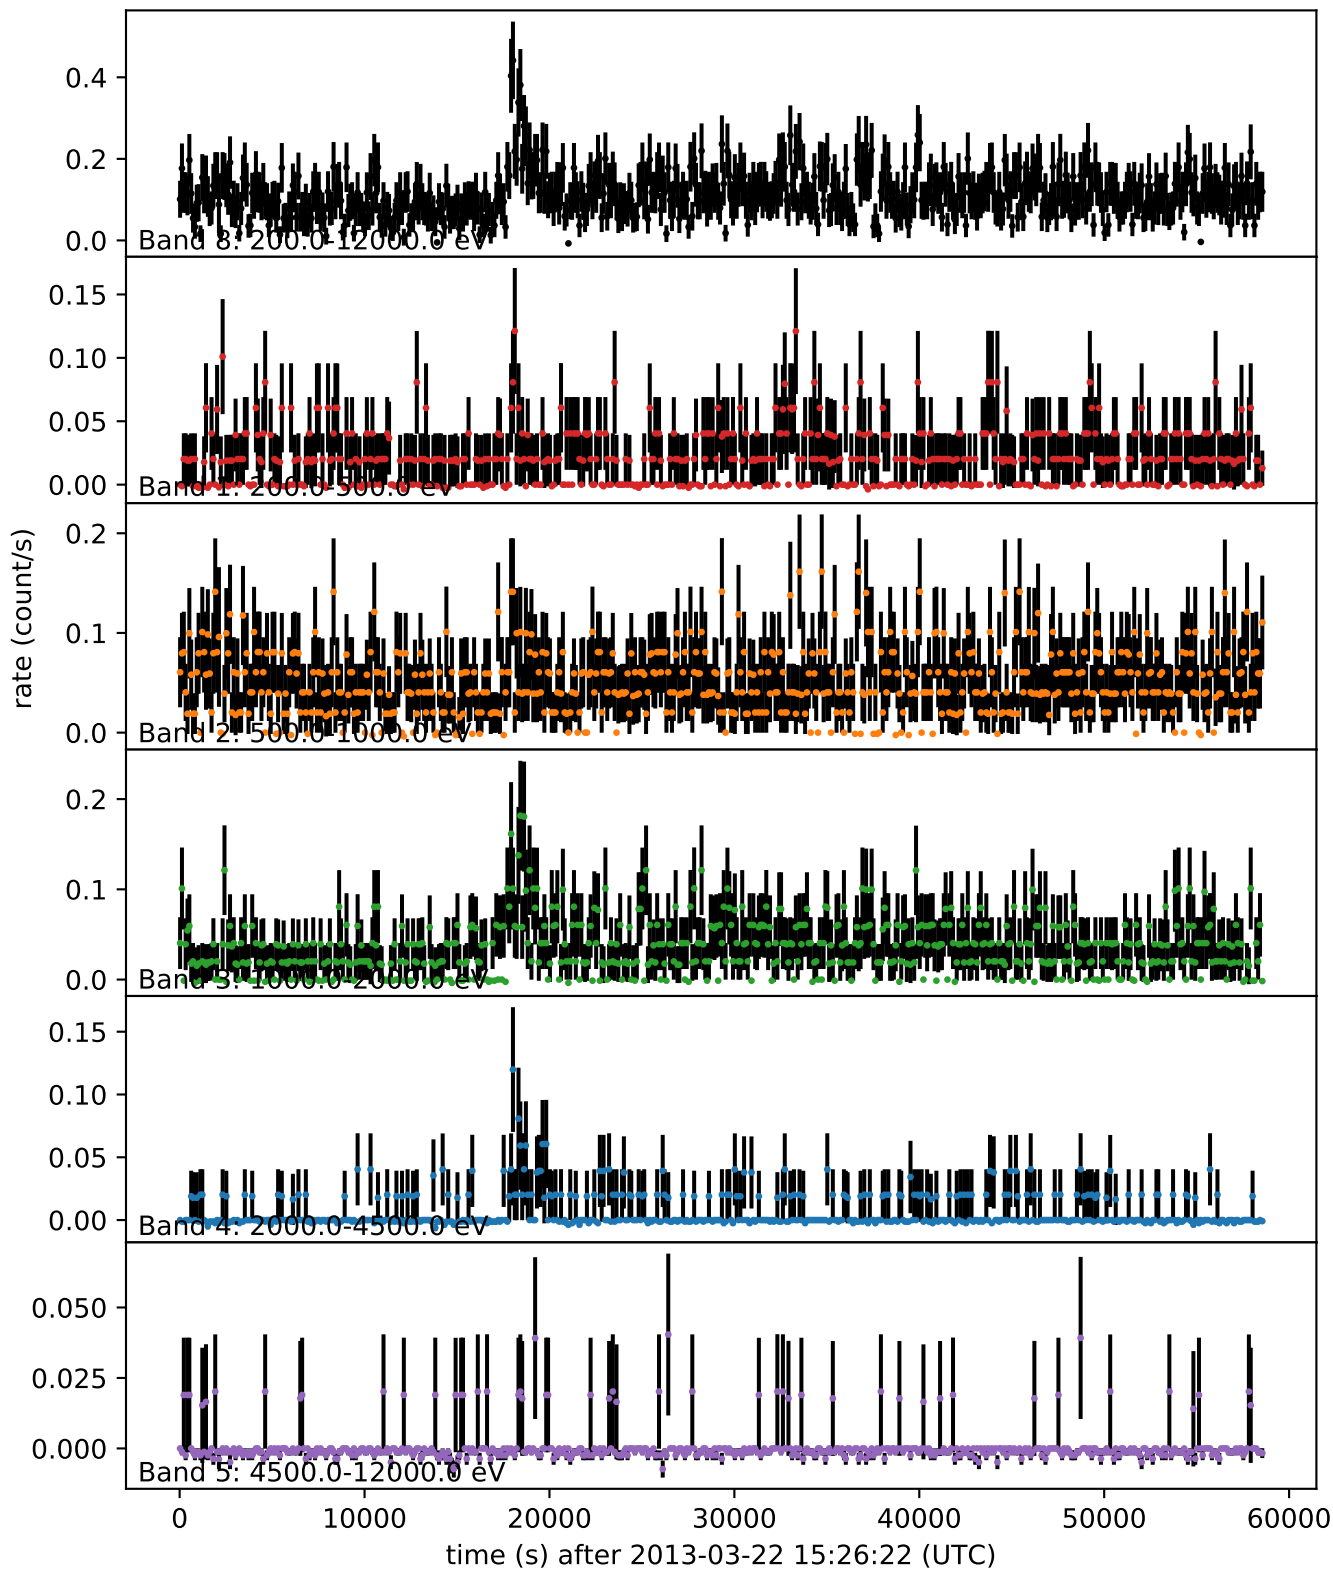 0.4
0.2
0.0
Band 8: 200.0-12000.0 eV
0.15
0.10
0.05
0.00
Band 1: 200.0-500.0 eV
rate (count/s)
0.2
0.1
0.0
Band 2: 500.0-1000.0 eV
0.2
0.1
0.0
Band 3: 1000.0-2000.0 eV
0.15
0.10
0.05
0.00
Band 4: 2000.0-4500.0 eV
0.050
0.025
0.000
Band 5: 4500.0-12000.0 eV
0 10000 20000 30000 40000 50000 60000
time (s) after 2013-03-22 15:26:22 (UTC)